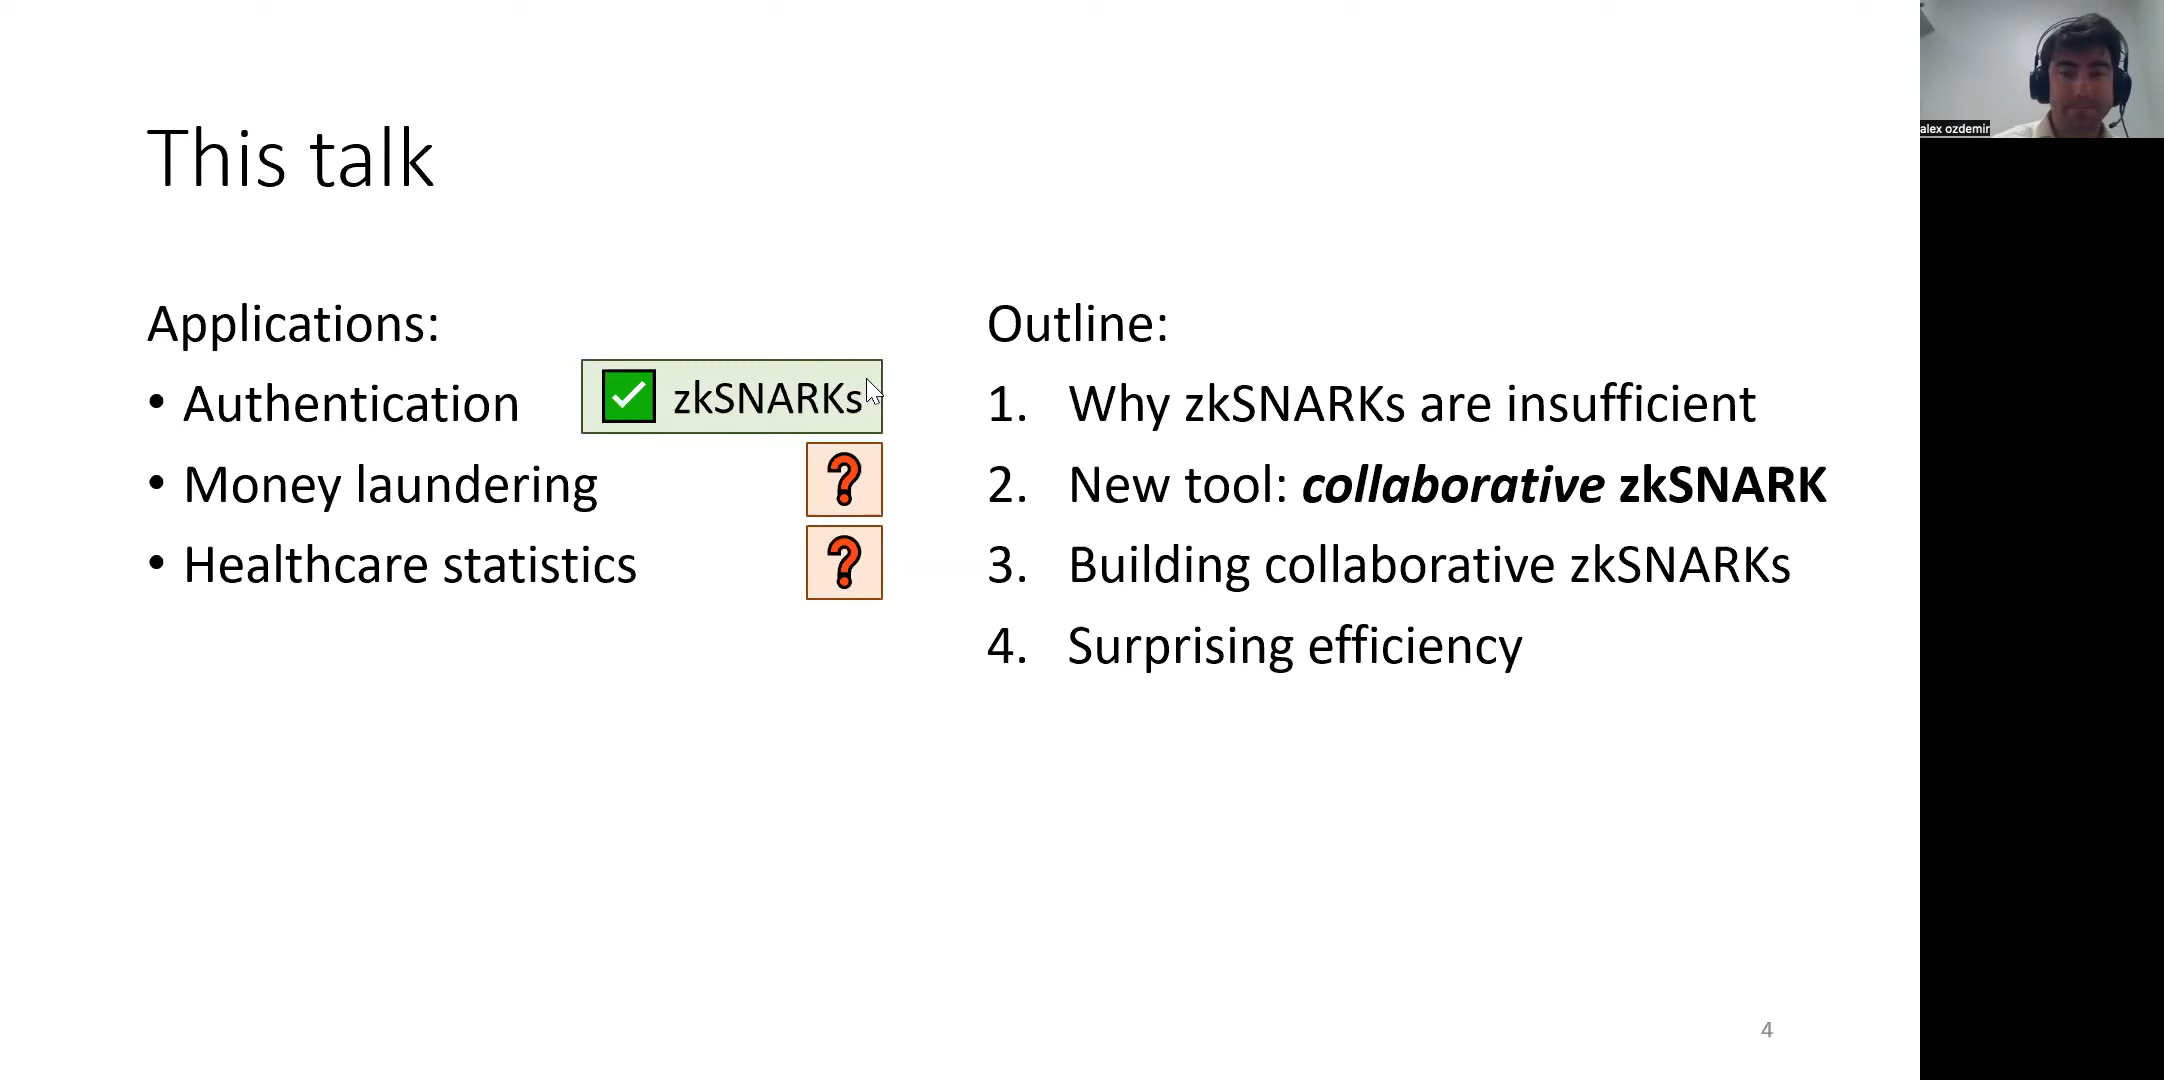 This talk
Applications:
• Authentication
zkSNARKs
• Money laundering
?
• Healthcare statistics
?
Outline:
1. Why zkSNARKs are insufficient
2. New tool: collaborative zkSNARK
3. Building collaborative zkSNARKs
4. Surprising efficiency
4
alex ozdemir